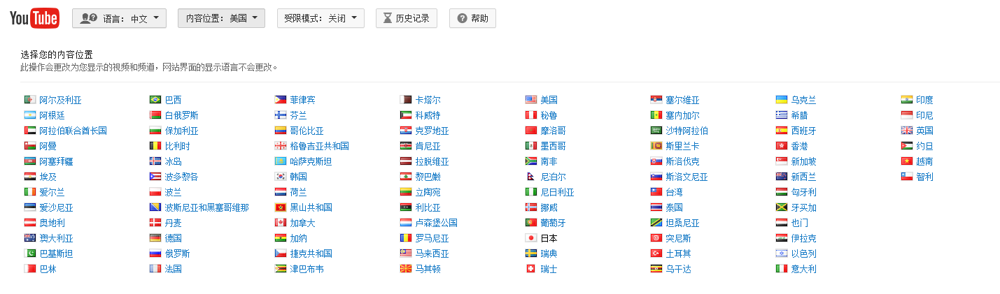 YouTube 语言：中文 内容位置：美国 受限模式：关闭 历史记录 帮助
选择您的内容位置
此操作会更改为您显示的视频和频道，网站界面的显示语言不会更改。
阿尔及利亚 巴西 菲律宾 卡塔尔 美国 塞尔维亚 乌克兰 印度
阿根廷 白俄罗斯 芬兰 科威特 秘鲁 塞内加尔 希腊 印尼
阿拉伯联合酋长国 保加利亚 哥伦比亚 克罗地亚 摩洛哥 沙特阿拉伯 西班牙 英国
阿曼 比利时 格鲁吉亚共和国 肯尼亚 墨西哥 斯里兰卡 香港 约旦
阿塞拜疆 冰岛 哈萨克斯坦 拉脱维亚 南非 斯洛伐克 新加坡 越南
埃及 波多黎各 韩国 黎巴嫩 尼泊尔 斯洛文尼亚 新西兰 智利
爱尔兰 波兰 荷兰 立陶宛 尼日利亚 台湾 匈牙利
爱沙尼亚 波斯尼亚和黑塞哥维那 黑山共和国 利比亚 挪威 泰国 牙买加
奥地利 丹麦 加拿大 卢森堡公国 葡萄牙 坦桑尼亚 也门
澳大利亚 德国 加纳 罗马尼亚 日本 突尼斯 伊拉克
巴基斯坦 俄罗斯 捷克共和国 马来西亚 瑞典 土耳其 以色列
巴林 法国 津巴布韦 马其顿 瑞士 乌干达 意大利